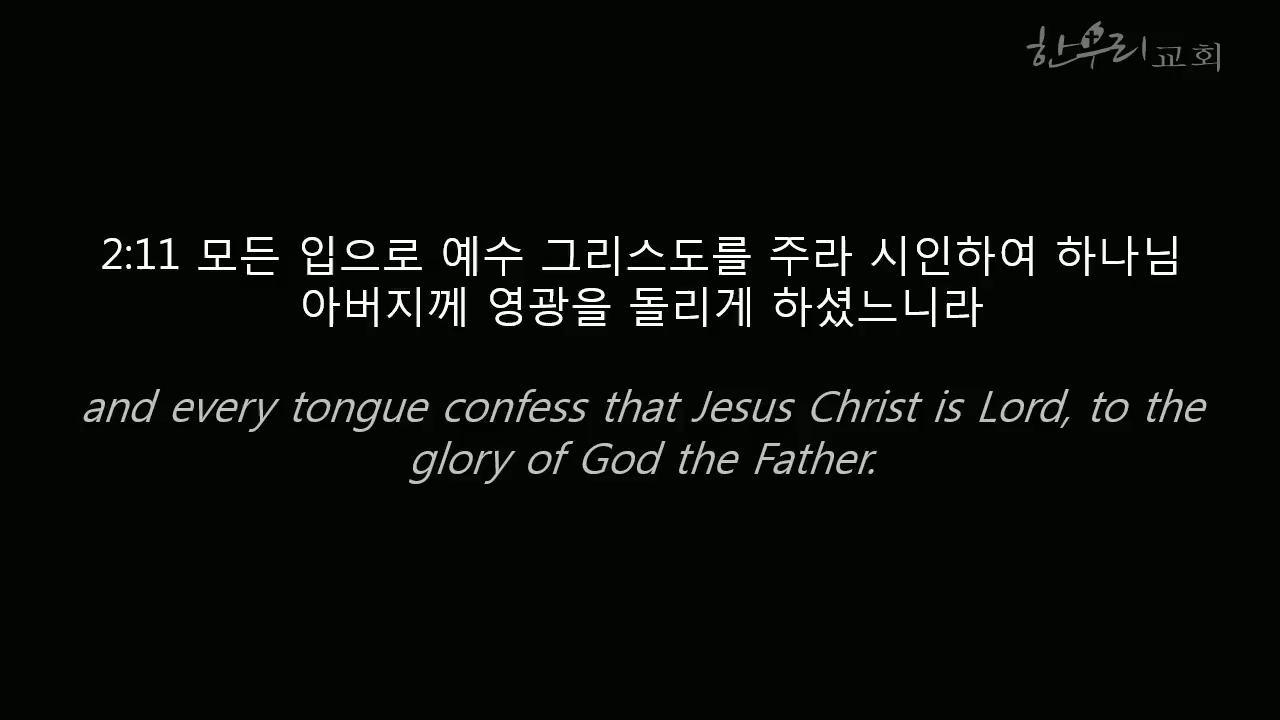 한우리교회
2:11 모든 입으로 예수 그리스도를 주라 시인하여 하나님
아버지께 영광을 돌리게 하셨느니라
and every tongue confess that Jesus Christ is Lord, to the
glory of God the Father.